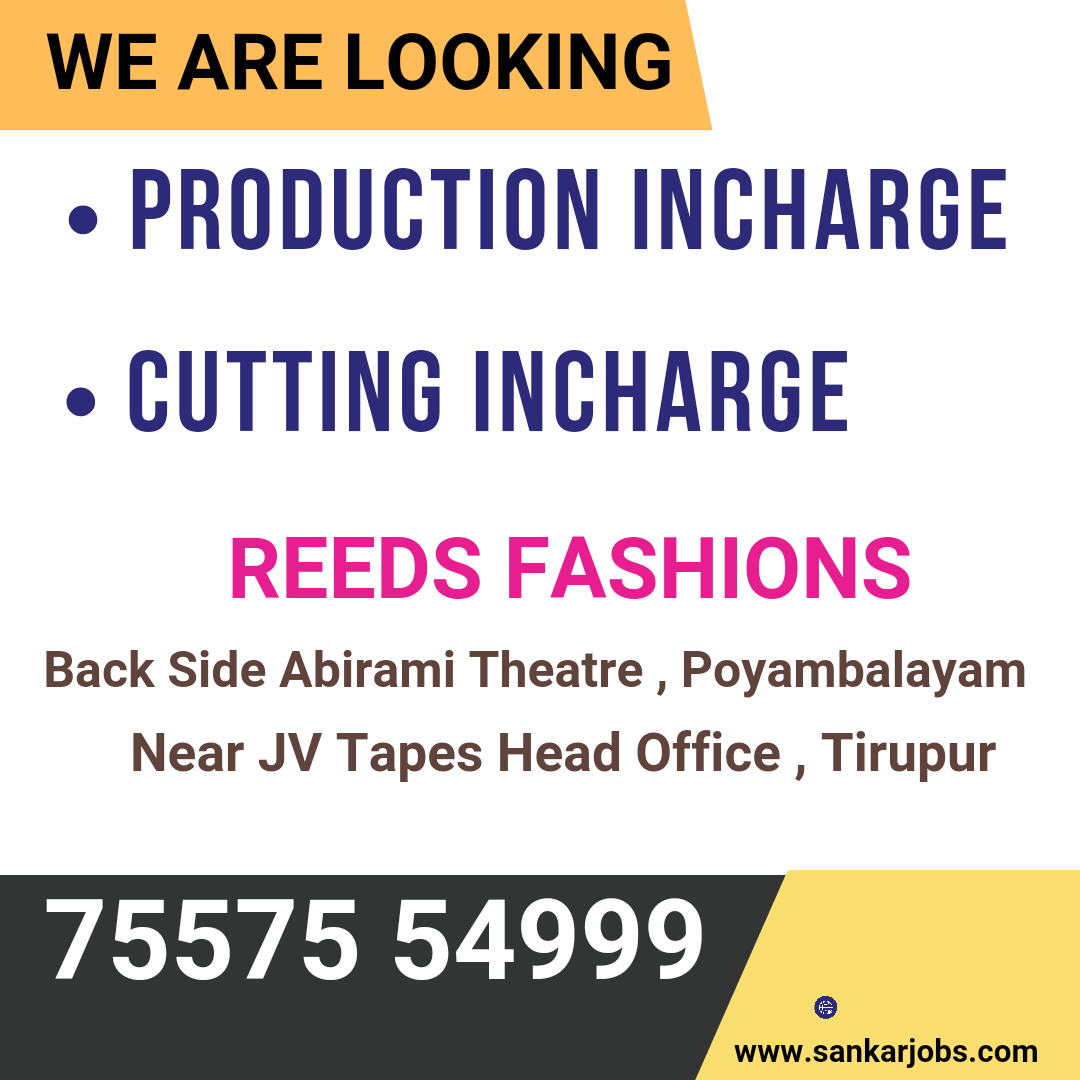 WE ARE LOOKING
• PRODUCTION INCHARGE
• CUTTING INCHARGE
REEDS FASHIONS
Back Side Abirami Theatre , Poyambalayam
Near JV Tapes Head Office , Tirupur
75575 54999
www.sankarjobs.com